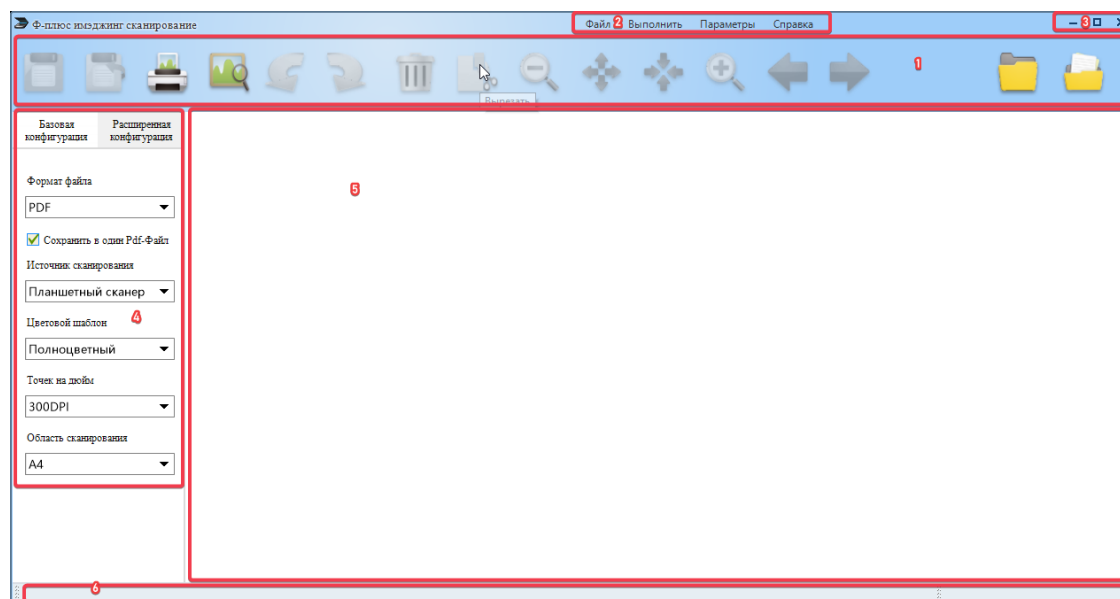 Ф-плюс имэджинг сканирование
Файл 2 Выполнить Параметры Справка
3
1
Вырезать
Базовая конфигурация
Расширенная конфигурация
Формат файла
PDF
5
Сохранить в один Pdf-Файл
Источник сканирования
Планшетный сканер
4
Цветовой шаблон
Полноцветный
Точек на дюйм
300DPI
Область сканирования
A4
6